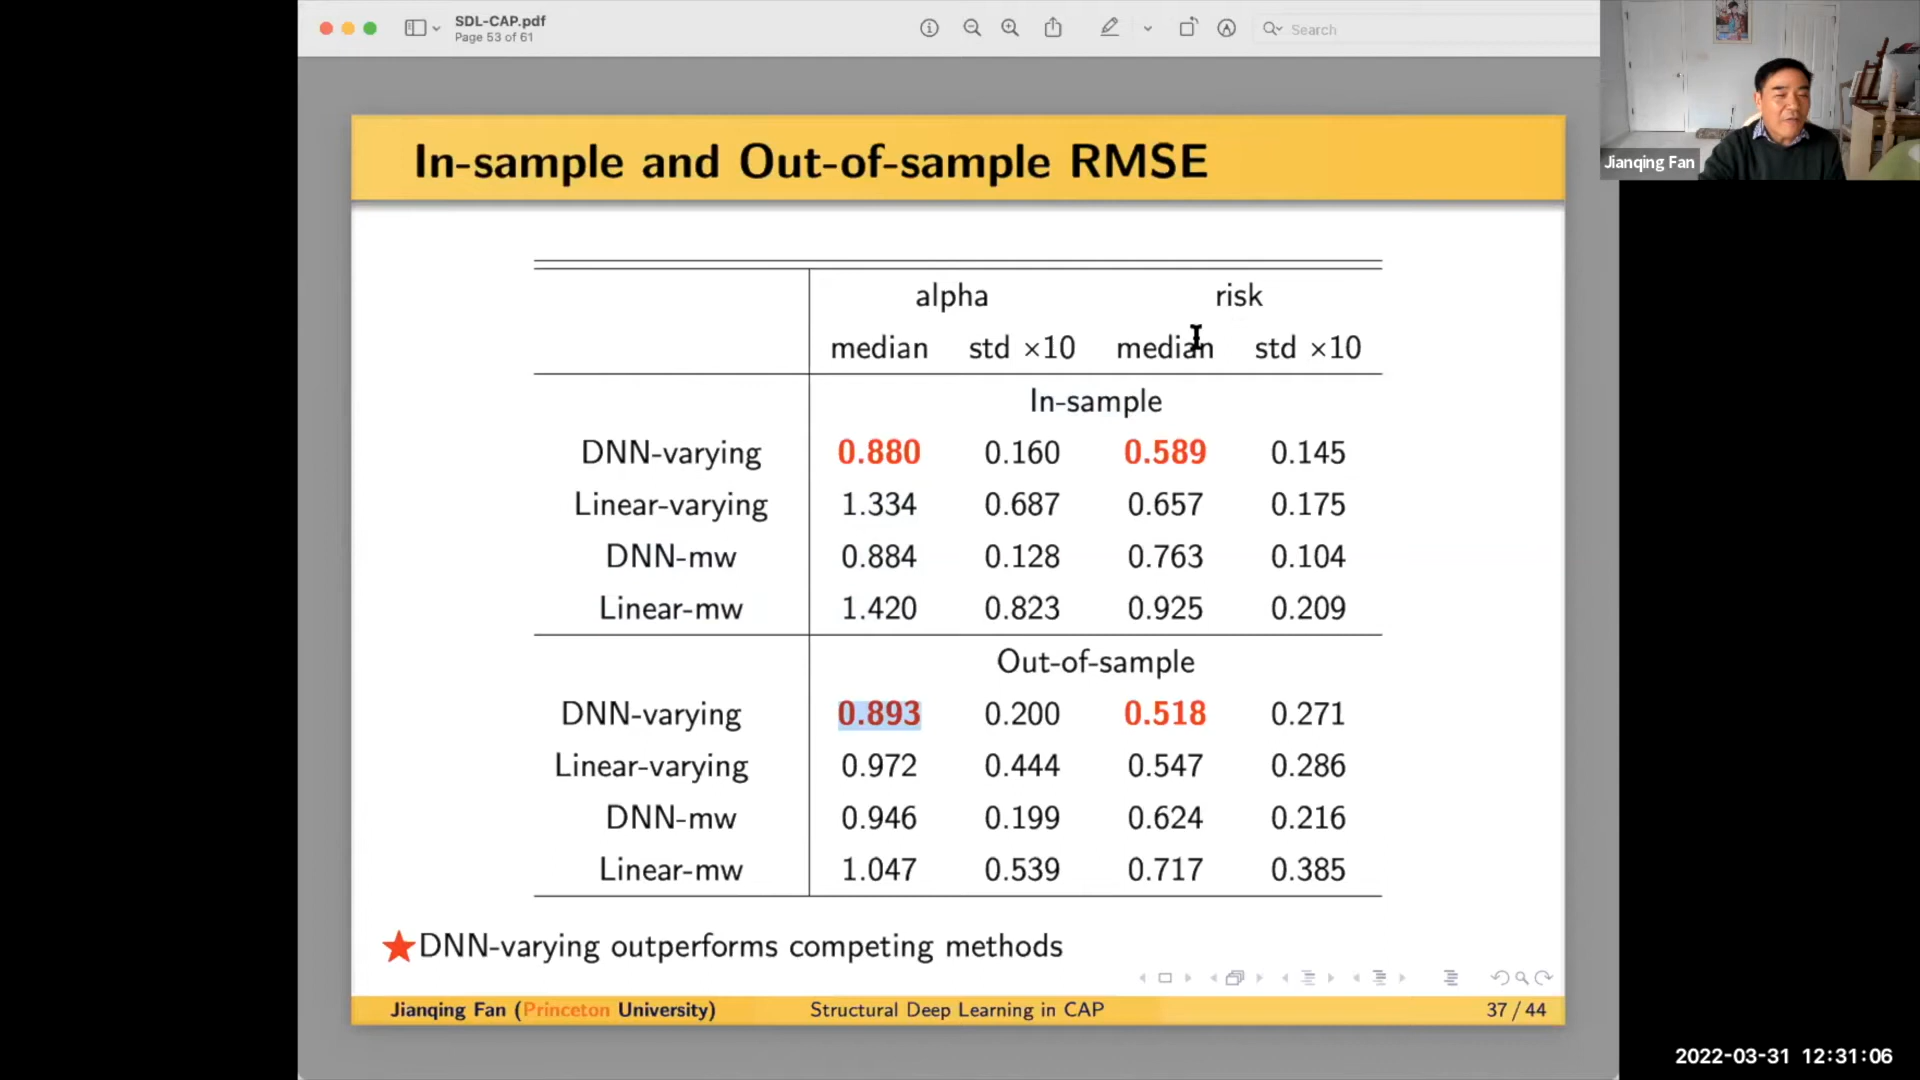 SDL-CAP.pdf
Page 53 of 61
Search
Jianqing Fan
In-sample and Out-of-sample RMSE
alpha risk
median std ×10 median std ×10
In-sample
DNN-varying 0.880 0.160 0.589 0.145
Linear-varying 1.334 0.687 0.657 0.175
DNN-mw 0.884 0.128 0.763 0.104
Linear-mw 1.420 0.823 0.925 0.209
Out-of-sample
DNN-varying 0.893 0.200 0.518 0.271
Linear-varying 0.972 0.444 0.547 0.286
DNN-mw 0.946 0.199 0.624 0.216
Linear-mw 1.047 0.539 0.717 0.385
★DNN-varying outperforms competing methods
Jianqing Fan (Princeton University) Structural Deep Learning in CAP 37 / 44
2022-03-31 12:31:06